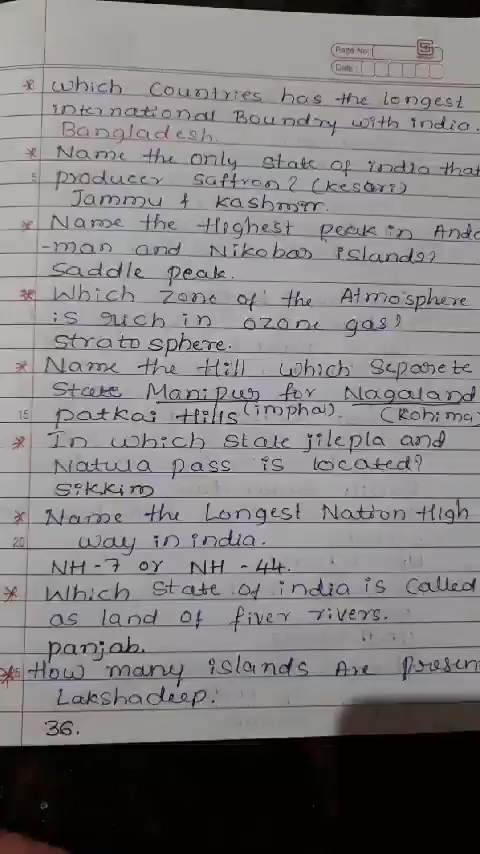 Page No:
Date:
* Which Countries has the longest
international Boundry with india.
Bangladesh.
* Name the only state of india that
5 producer saffron? (kesari)
Jammu & kashmir.
* Name the Highest peak in Anda
-man and Nikobar islands?
Saddle peak.
* Which zone of the Atmosphere
is rich in ozone gas?
stratosphere.
* Name the Hill which Separete
State Manipur for Nagaland
15 patkai Hills (imphal). (Kohima
* In which state jilepla and
Natula pass is located?
Sikkim
* Name the Longest Nation High
20 way in india.
NH-7 or NH-44.
* Which State of india is called
as land of fiver rivers.
panjab.
* How many islands Are presen
Lakshadeep.
36.